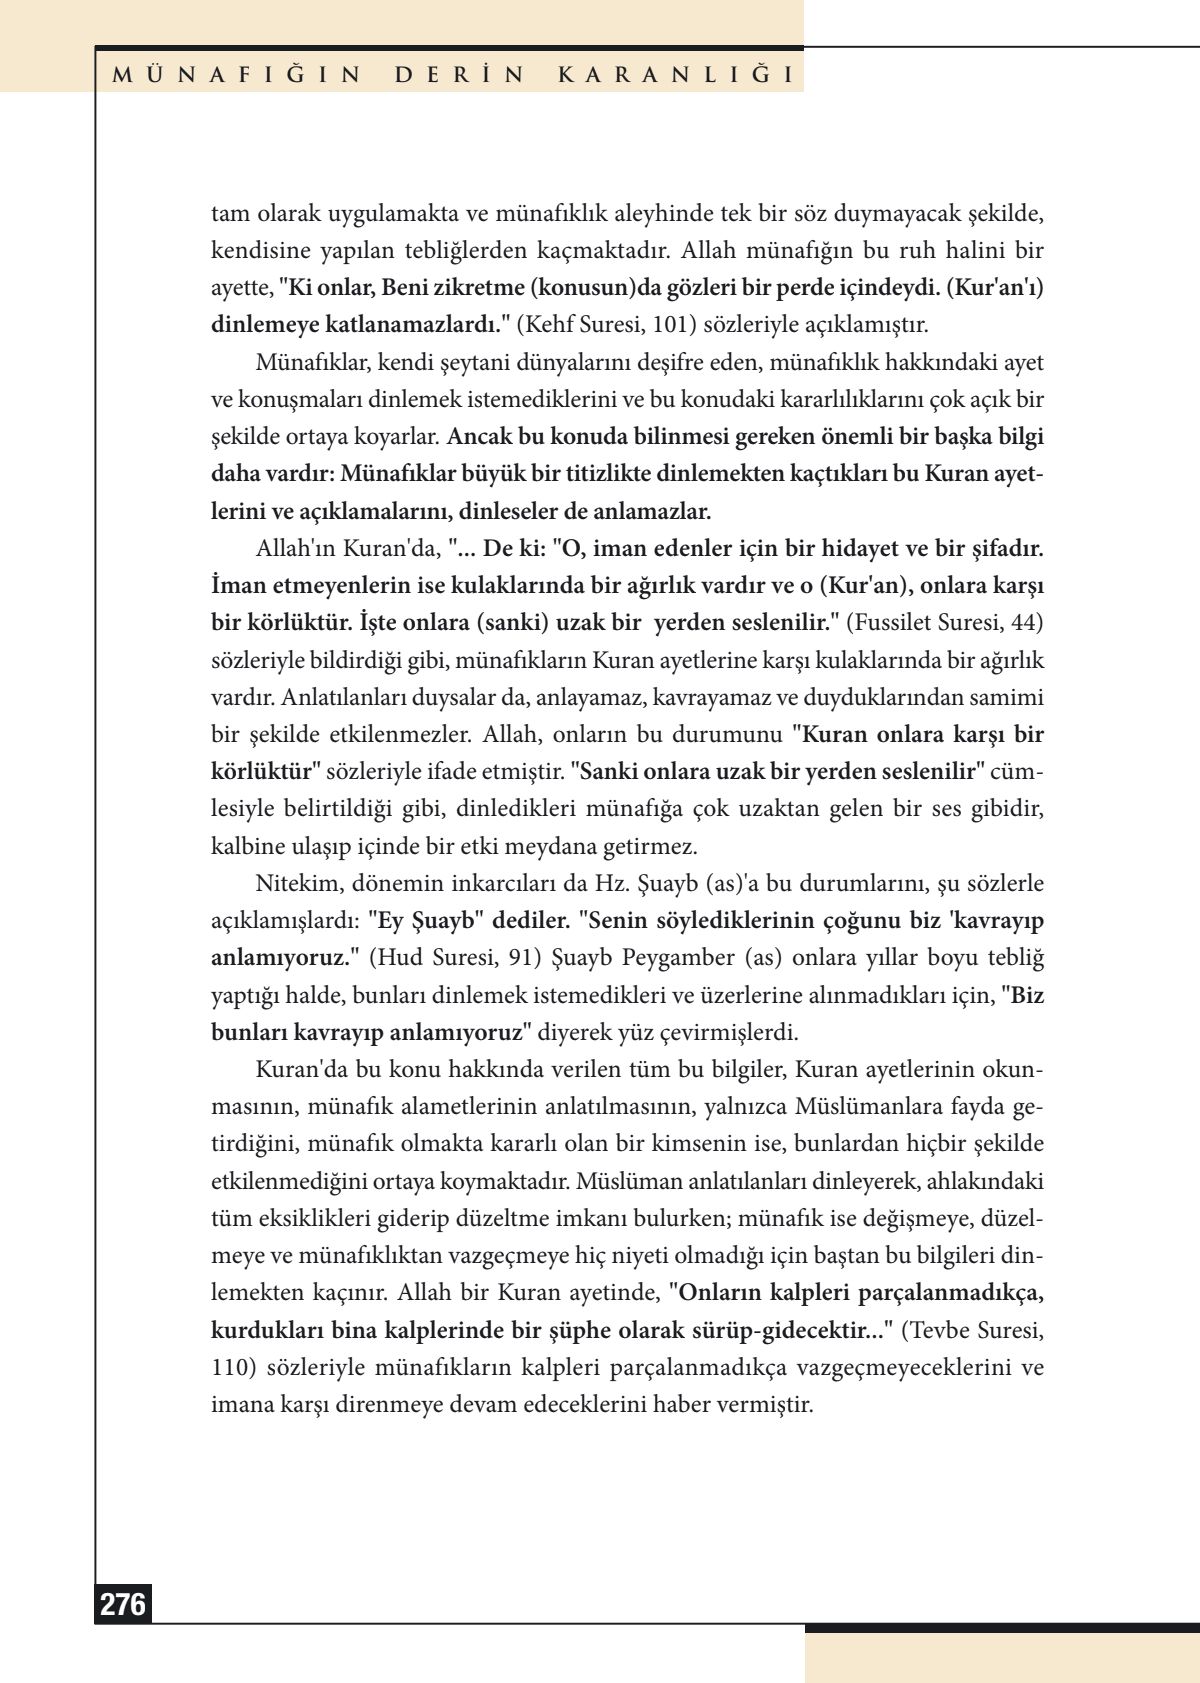 MÜNAFIĞIN DERİN KARANLIĞI
tam olarak uygulamakta ve münafıklık aleyhinde tek bir söz duymayacak şekilde,
kendisine yapılan tebliğlerden kaçmaktadır. Allah münafığın bu ruh halini bir
ayette, "Ki onlar, Beni zikretme (konusun)da gözleri bir perde içindeydi. (Kur'an'ı)
dinlemeye katlanamazlardı." (Kehf Suresi, 101) sözleriyle açıklamıştır.
Münafıklar, kendi şeytani dünyalarını deşifre eden, münafıklık hakkındaki ayet
ve konuşmaları dinlemek istemediklerini ve bu konudaki kararlılıklarını çok açık bir
şekilde ortaya koyarlar. Ancak bu konuda bilinmesi gereken önemli bir başka bilgi
daha vardır: Münafıklar büyük bir titizlikte dinlemekten kaçtıkları bu Kuran ayet-
lerini ve açıklamalarını, dinleseler de anlamazlar.
Allah'ın Kuran'da, "... De ki: "O, iman edenler için bir hidayet ve bir şifadır.
İman etmeyenlerin ise kulaklarında bir ağırlık vardır ve o (Kur'an), onlara karşı
bir körlüktür. İşte onlara (sanki) uzak bir yerden seslenilir." (Fussilet Suresi, 44)
sözleriyle bildirdiği gibi, münafıkların Kuran ayetlerine karşı kulaklarında bir ağırlık
vardır. Anlatılanları duysalar da, anlayamaz, kavrayamaz ve duyduklarından samimi
bir şekilde etkilenmezler. Allah, onların bu durumunu "Kuran onlara karşı bir
körlüktür" sözleriyle ifade etmiştir. "Sanki onlara uzak bir yerden seslenilir" cüm-
lesiyle belirtildiği gibi, dinledikleri münafığa çok uzaktan gelen bir ses gibidir,
kalbine ulaşıp içinde bir etki meydana getirmez.
Nitekim, dönemin inkarcıları da Hz. Şuayb (as)'a bu durumlarını, şu sözlerle
açıklamışlardı: "Ey Şuayb" dediler. "Senin söylediklerinin çoğunu biz 'kavrayıp
anlamıyoruz." (Hud Suresi, 91) Şuayb Peygamber (as) onlara yıllar boyu tebliğ
yaptığı halde, bunları dinlemek istemedikleri ve üzerlerine alınmadıkları için, "Biz
bunları kavrayıp anlamıyoruz" diyerek yüz çevirmişlerdi.
Kuran'da bu konu hakkında verilen tüm bu bilgiler, Kuran ayetlerinin okun-
masının, münafık alametlerinin anlatılmasının, yalnızca Müslümanlara fayda ge-
tirdiğini, münafık olmakta kararlı olan bir kimsenin ise, bunlardan hiçbir şekilde
etkilenmediğini ortaya koymaktadır. Müslüman anlatılanları dinleyerek, ahlakındaki
tüm eksiklikleri giderip düzeltme imkanı bulurken; münafık ise değişmeye, düzel-
meye ve münafıklıktan vazgeçmeye hiç niyeti olmadığı için baştan bu bilgileri din-
lemekten kaçınır. Allah bir Kuran ayetinde, "Onların kalpleri parçalanmadıkça,
kurdukları bina kalplerinde bir şüphe olarak sürüp-gidecektir..." (Tevbe Suresi,
110) sözleriyle münafıkların kalpleri parçalanmadıkça vazgeçmeyeceklerini ve
imana karşı direnmeye devam edeceklerini haber vermiştir.
276